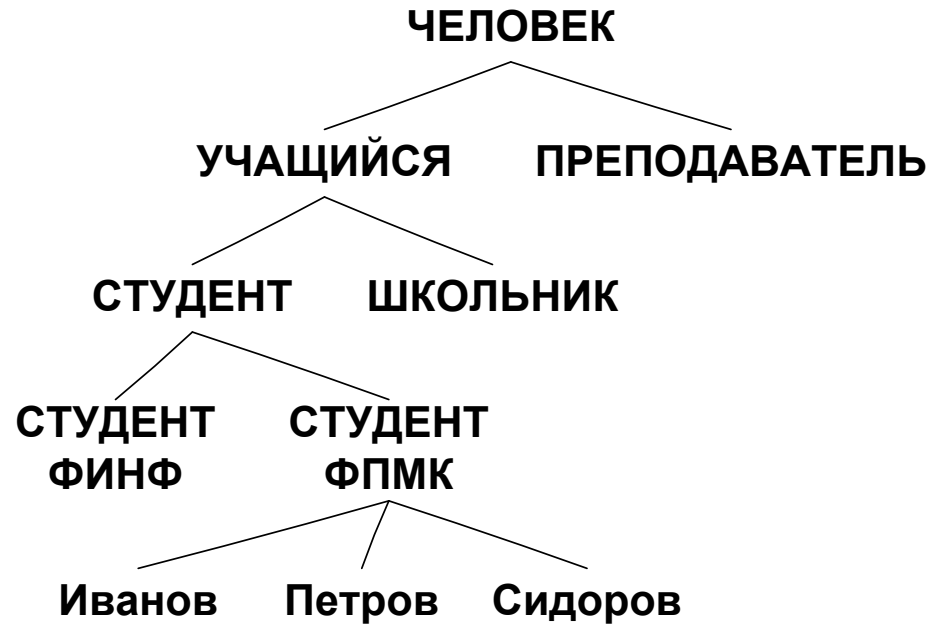 ЧЕЛОВЕК
УЧАЩИЙСЯ ПРЕПОДАВАТЕЛЬ
СТУДЕНТ ШКОЛЬНИК
СТУДЕНТ СТУДЕНТ
ФИНФ ФПМК
Иванов Петров Сидоров